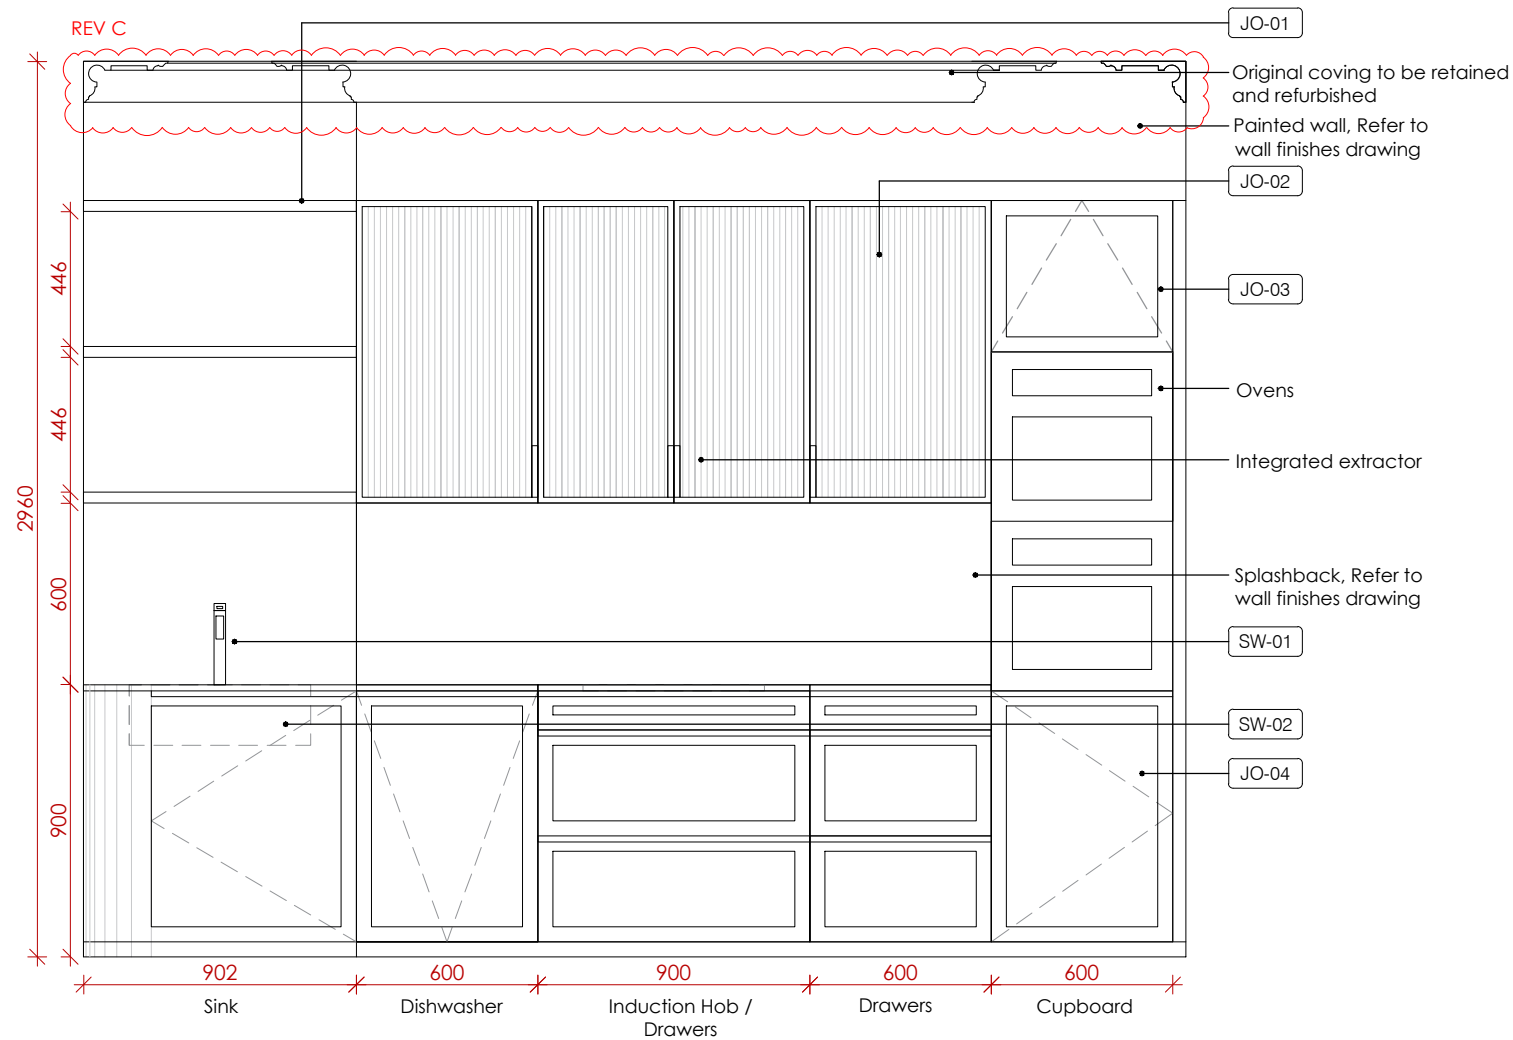 REV C
JO-01
Original coving to be retained
and refurbished
Painted wall, Refer to
wall finishes drawing
JO-02
446
JO-03
Ovens
446
Integrated extractor
2960
600
Splashback, Refer to
wall finishes drawing
SW-01
SW-02
JO-04
900
902
600
900
600
600
Sink
Dishwasher
Induction Hob /
Drawers
Drawers
Cupboard